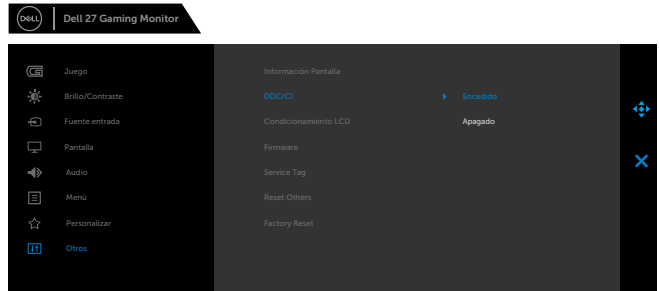 DELL
Dell 27 Gaming Monitor
Juego
Brillo/Contraste
Fuente entrada
Pantalla
Audio
Menú
Personalizar
Otros
Información Pantalla
DDC/CI
Condicionamiento LCD
Firmware
Service Tag
Reset Others
Factory Reset
Encedido
Apagado